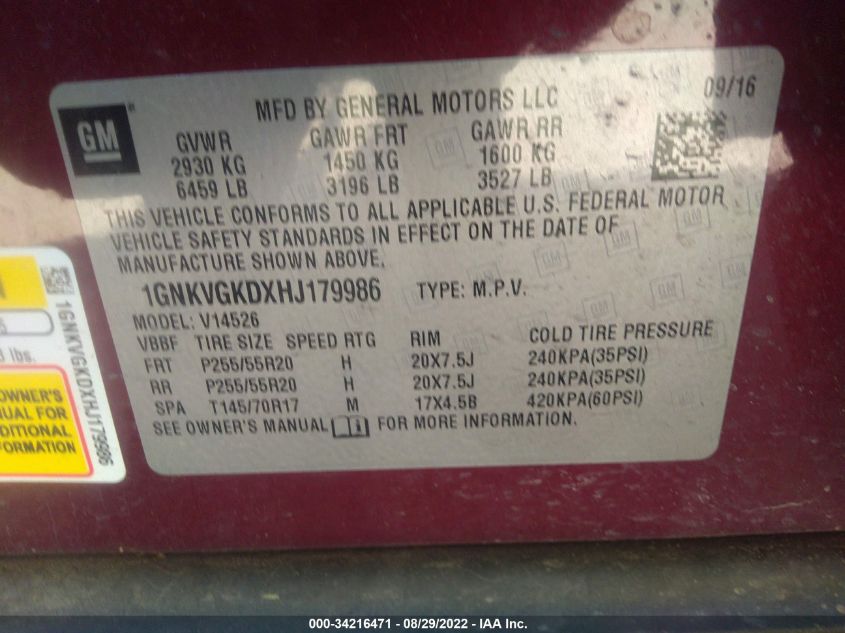 09/16
MFD BY GENERAL MOTORS LLC
GM
GVWR GAWR FRT GAWR RR
2930 KG 1450 KG 1600 KG
6459 LB 3196 LB 3527 LB
THIS VEHICLE CONFORMS TO ALL APPLICABLE U.S. FEDERAL MOTOR
VEHICLE SAFETY STANDARDS IN EFFECT ON THE DATE OF
MANUFACTURE SHOWN ABOVE.
1GNKVGKDXHJ179986 TYPE: M.P.V.
MODEL: V14526
VBBF TIRE SIZE SPEED RTG RIM COLD TIRE PRESSURE
FRT P255/55R20 H 20X7.5J 240KPA(35PSI)
RR P255/55R20 H 20X7.5J 240KPA(35PSI)
SPA T145/70R17 M 17X4.5B 420KPA(60PSI)
SEE OWNER'S MANUAL FOR MORE INFORMATION.
1GNKVGKDXHJ179986
lbs.
OWNER'S
NUAL FOR
DITIONAL
FORMATION
000-34216471 - 08/29/2022 - IAA Inc.